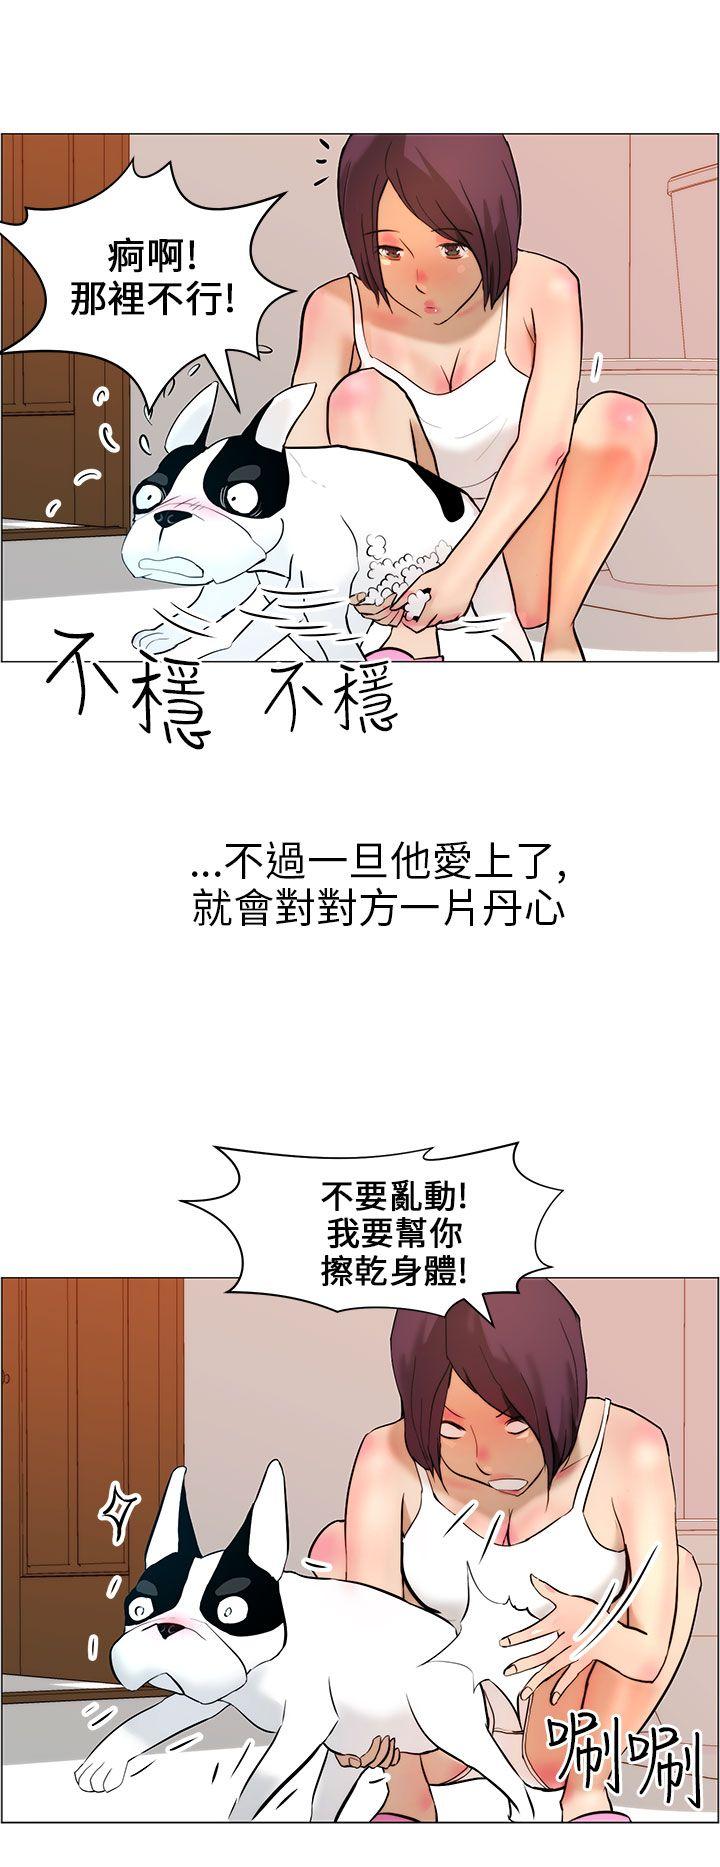 痾啊!
那裡不行!
不穩 不穩
...不過一旦他愛上了,
就會對對方一片丹心
不要亂動!
我要幫你
擦乾身體!
唰唰